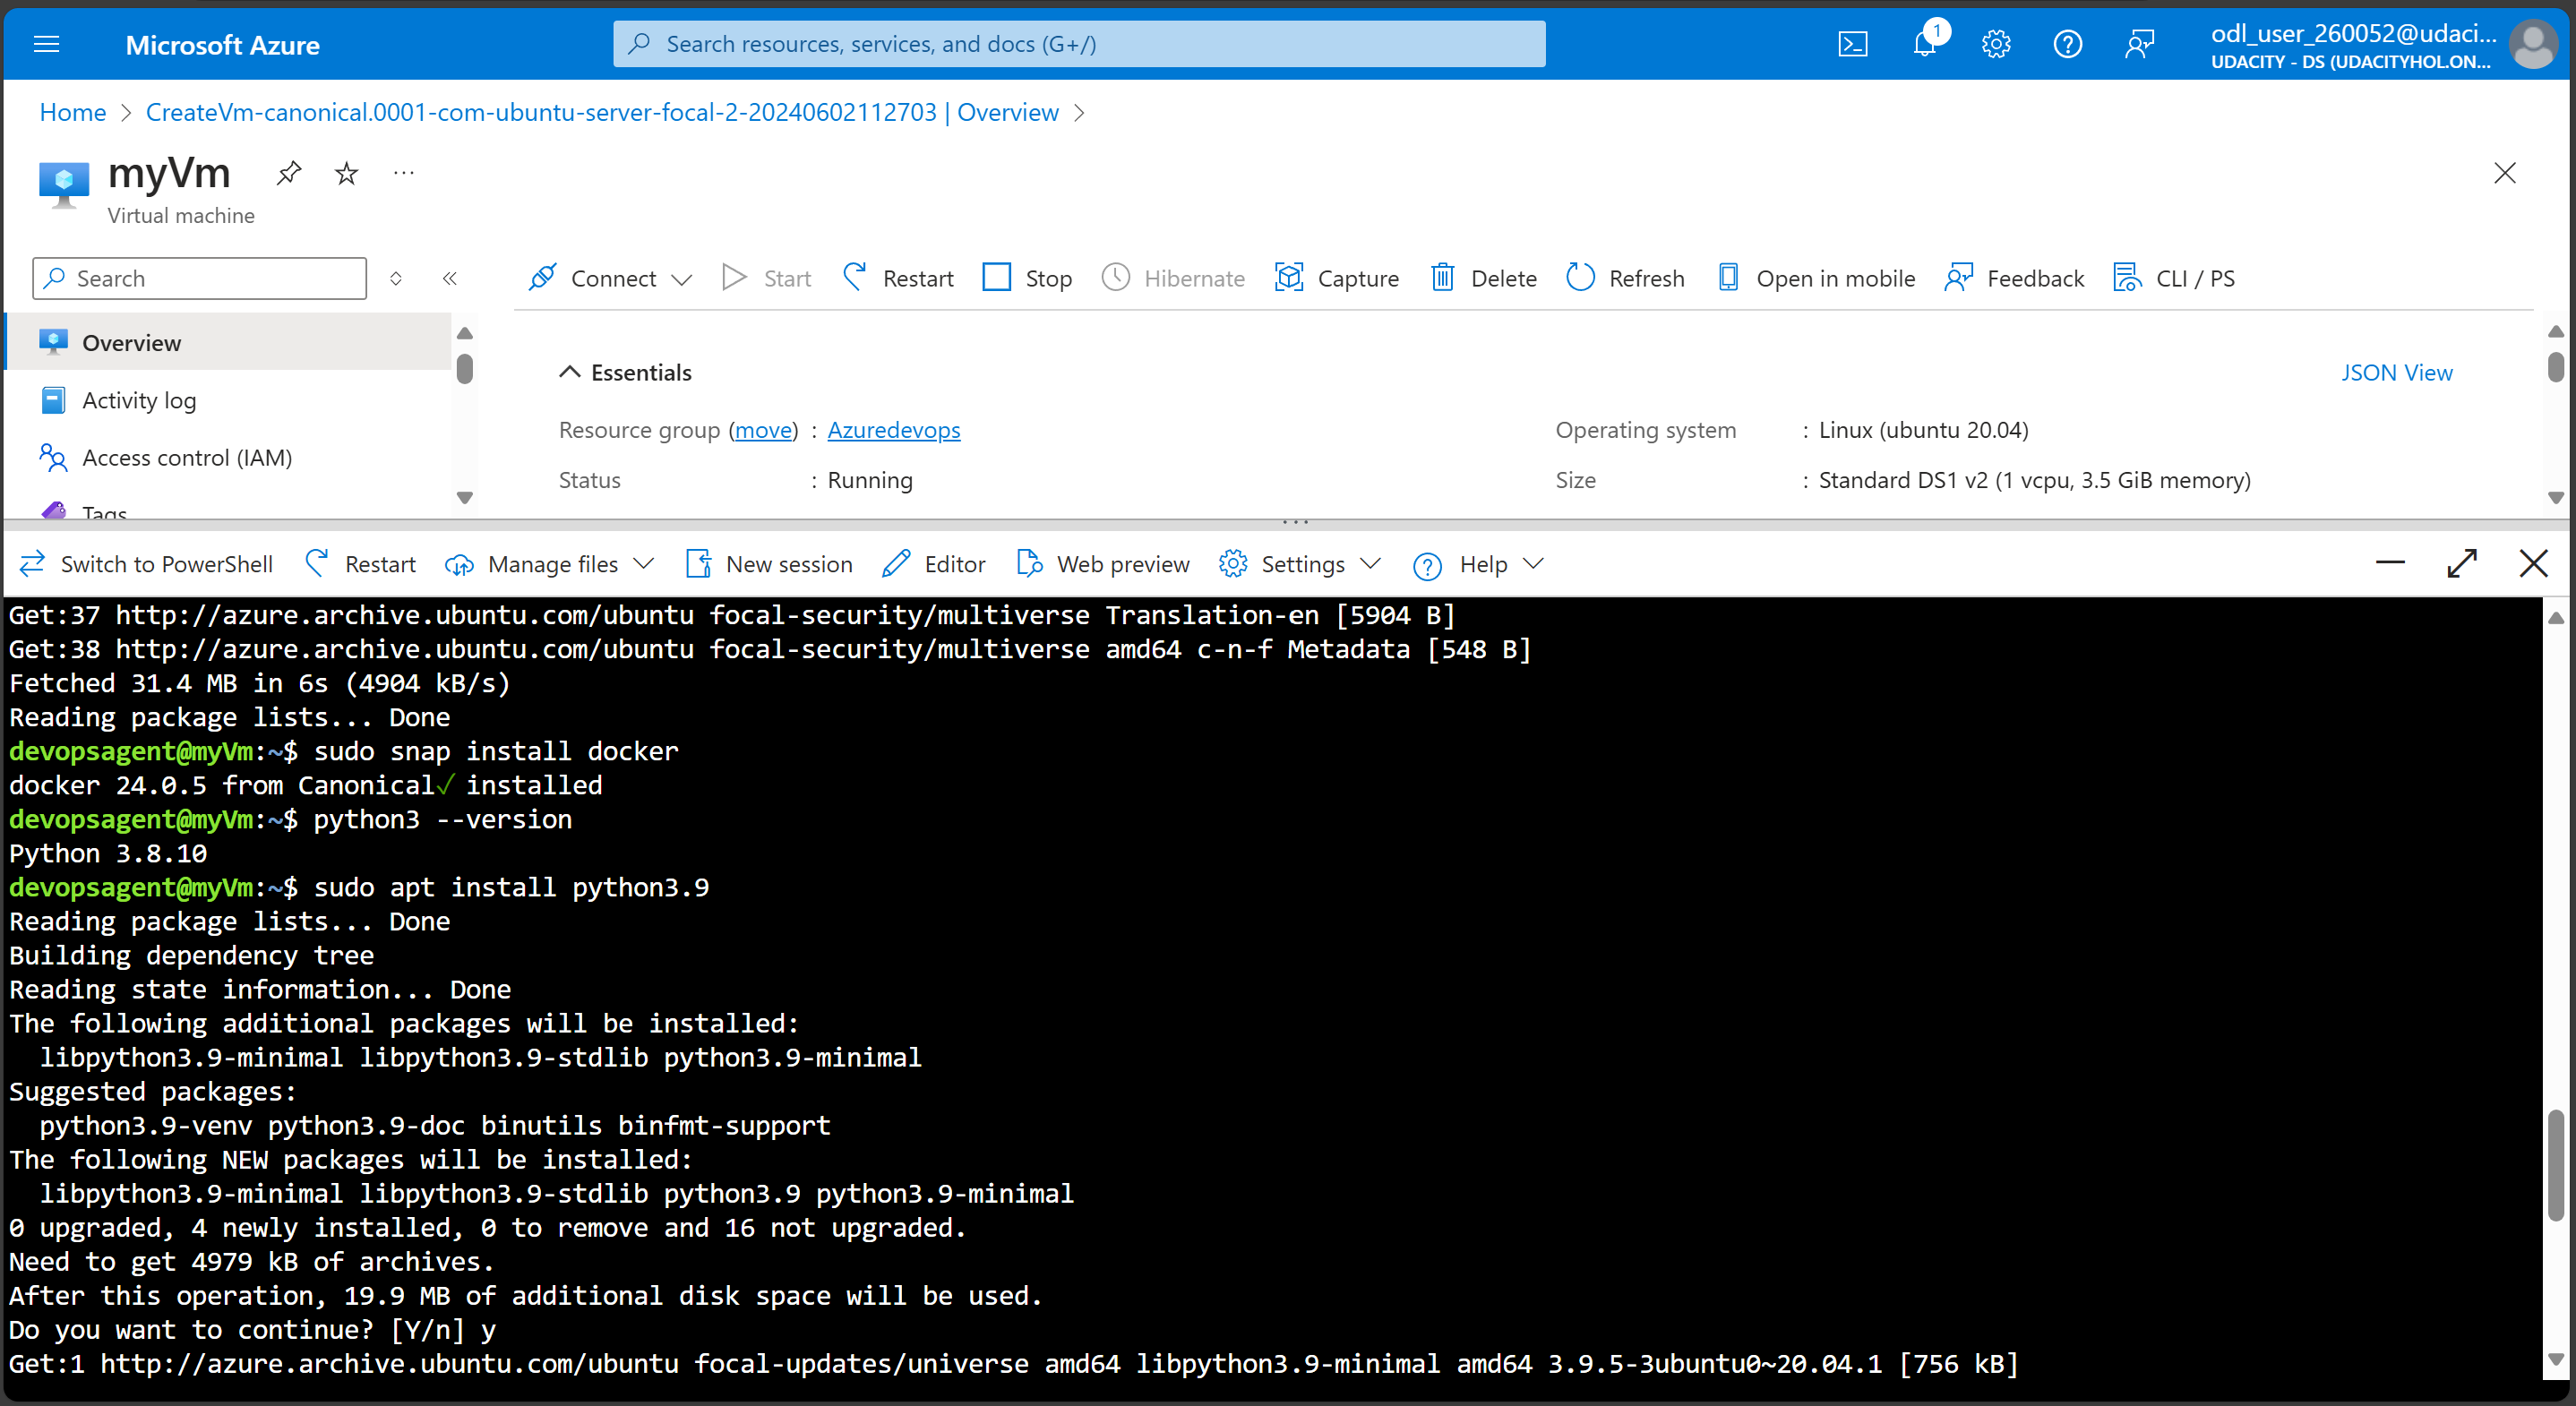 Microsoft Azure
Search resources, services, and docs (G+/)
1
odl_user_260052@udaci...
UDACITY - DS (UDACITYHOL.ON...
Home > CreateVm-canonical.0001-com-ubuntu-server-focal-2-20240602112703 | Overview >
myVm
Virtual machine
Search
Connect Start Restart Stop Hibernate Capture Delete Refresh Open in mobile Feedback CLI / PS
Overview
Activity log
Access control (IAM)
Tags
Essentials
JSON View
Resource group (move) : Azuredevops
Operating system : Linux (ubuntu 20.04)
Status : Running
Size : Standard DS1 v2 (1 vcpu, 3.5 GiB memory)
Switch to PowerShell Restart Manage files New session Editor Web preview Settings Help
Get:37 http://azure.archive.ubuntu.com/ubuntu focal-security/multiverse Translation-en [5904 B]
Get:38 http://azure.archive.ubuntu.com/ubuntu focal-security/multiverse amd64 c-n-f Metadata [548 B]
Fetched 31.4 MB in 6s (4904 kB/s)
Reading package lists... Done
devopsagent@myVm:~$ sudo snap install docker
docker 24.0.5 from Canonical✓ installed
devopsagent@myVm:~$ python3 --version
Python 3.8.10
devopsagent@myVm:~$ sudo apt install python3.9
Reading package lists... Done
Building dependency tree
Reading state information... Done
The following additional packages will be installed:
  libpython3.9-minimal libpython3.9-stdlib python3.9-minimal
Suggested packages:
  python3.9-venv python3.9-doc binutils binfmt-support
The following NEW packages will be installed:
  libpython3.9-minimal libpython3.9-stdlib python3.9 python3.9-minimal
0 upgraded, 4 newly installed, 0 to remove and 16 not upgraded.
Need to get 4979 kB of archives.
After this operation, 19.9 MB of additional disk space will be used.
Do you want to continue? [Y/n] y
Get:1 http://azure.archive.ubuntu.com/ubuntu focal-updates/universe amd64 libpython3.9-minimal amd64 3.9.5-3ubuntu0~20.04.1 [756 kB]